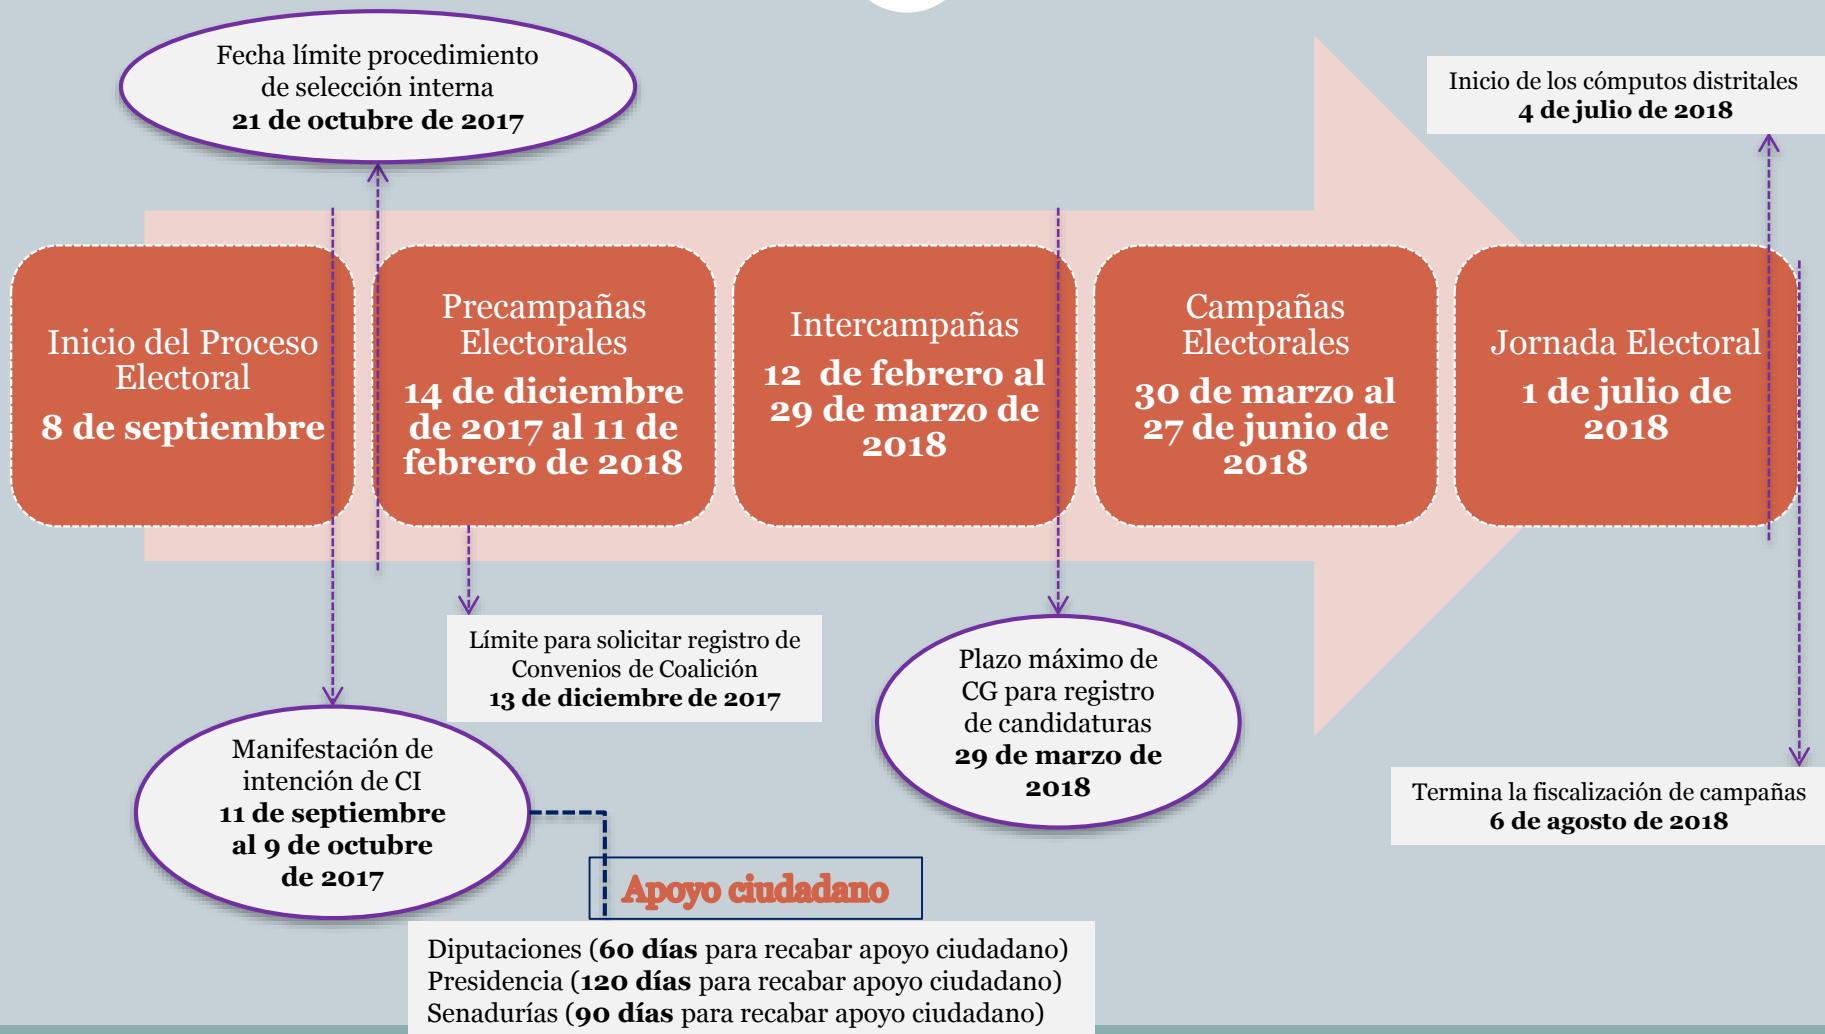 Fecha límite procedimiento
de selección interna
21 de octubre de 2017
Inicio de los cómputos distritales
4 de julio de 2018
Inicio del Proceso
Electoral
8 de septiembre
Precampañas
Electorales
14 de diciembre
de 2017 al 11 de
febrero de 2018
Intercampañas
12 de febrero al
29 de marzo de
2018
Campañas
Electorales
30 de marzo al
27 de junio de
2018
Jornada Electoral
1 de julio de
2018
Límite para solicitar registro de
Convenios de Coalición
13 de diciembre de 2017
Plazo máximo de
CG para registro
de candidaturas
29 de marzo de
2018
Manifestación de
intención de CI
11 de septiembre
al 9 de octubre
de 2017
Termina la fiscalización de campañas
6 de agosto de 2018
Apoyo ciudadano
Diputaciones (60 días para recabar apoyo ciudadano)
Presidencia (120 días para recabar apoyo ciudadano)
Senadurías (90 días para recabar apoyo ciudadano)